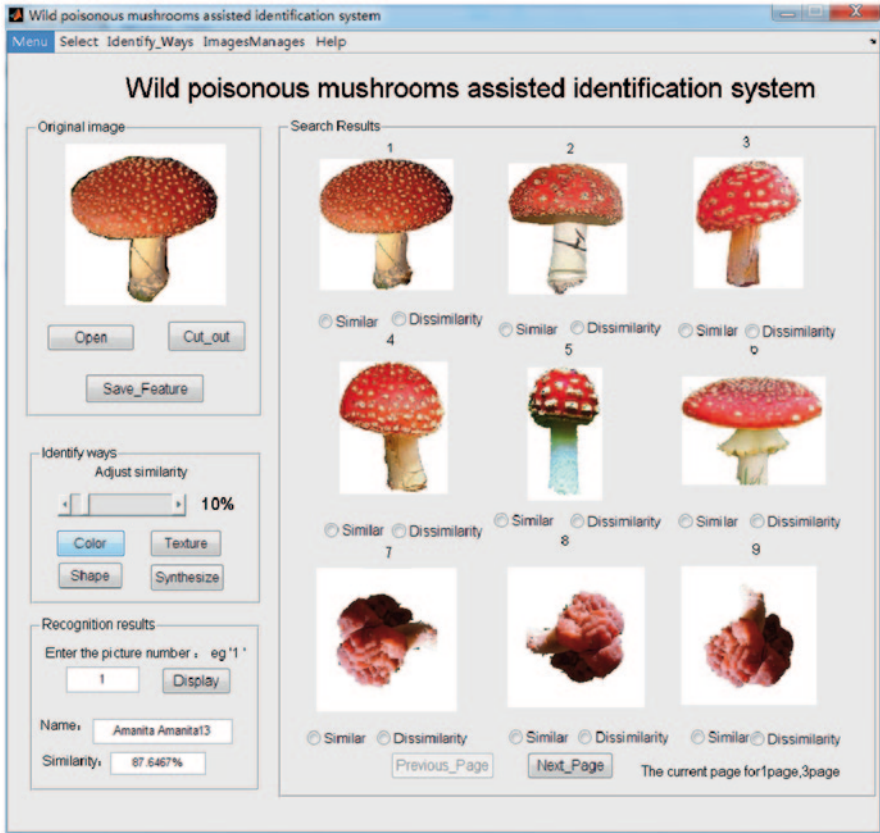 Wild poisonous mushrooms assisted identification system
Menu Select Identify_Ways ImagesManages Help
Wild poisonous mushrooms assisted identification system
Original image
Open Cut_out
Save_Feature
Identify ways
Adjust similarity
10%
Color Texture
Shape Synthesize
Recognition results
Enter the picture number： eg '1 '
1 Display
Name： Amanita Amanita13
Similarity： 87.6467%
Search Results
1 2 3
Similar Dissimilarity Similar Dissimilarity Similar Dissimilarity
4 5 6
Similar Dissimilarity Similar Dissimilarity Similar Dissimilarity
7 8 9
Similar Dissimilarity Similar Dissimilarity Similar Dissimilarity
Previous_Page Next_Page The current page for1page,3page